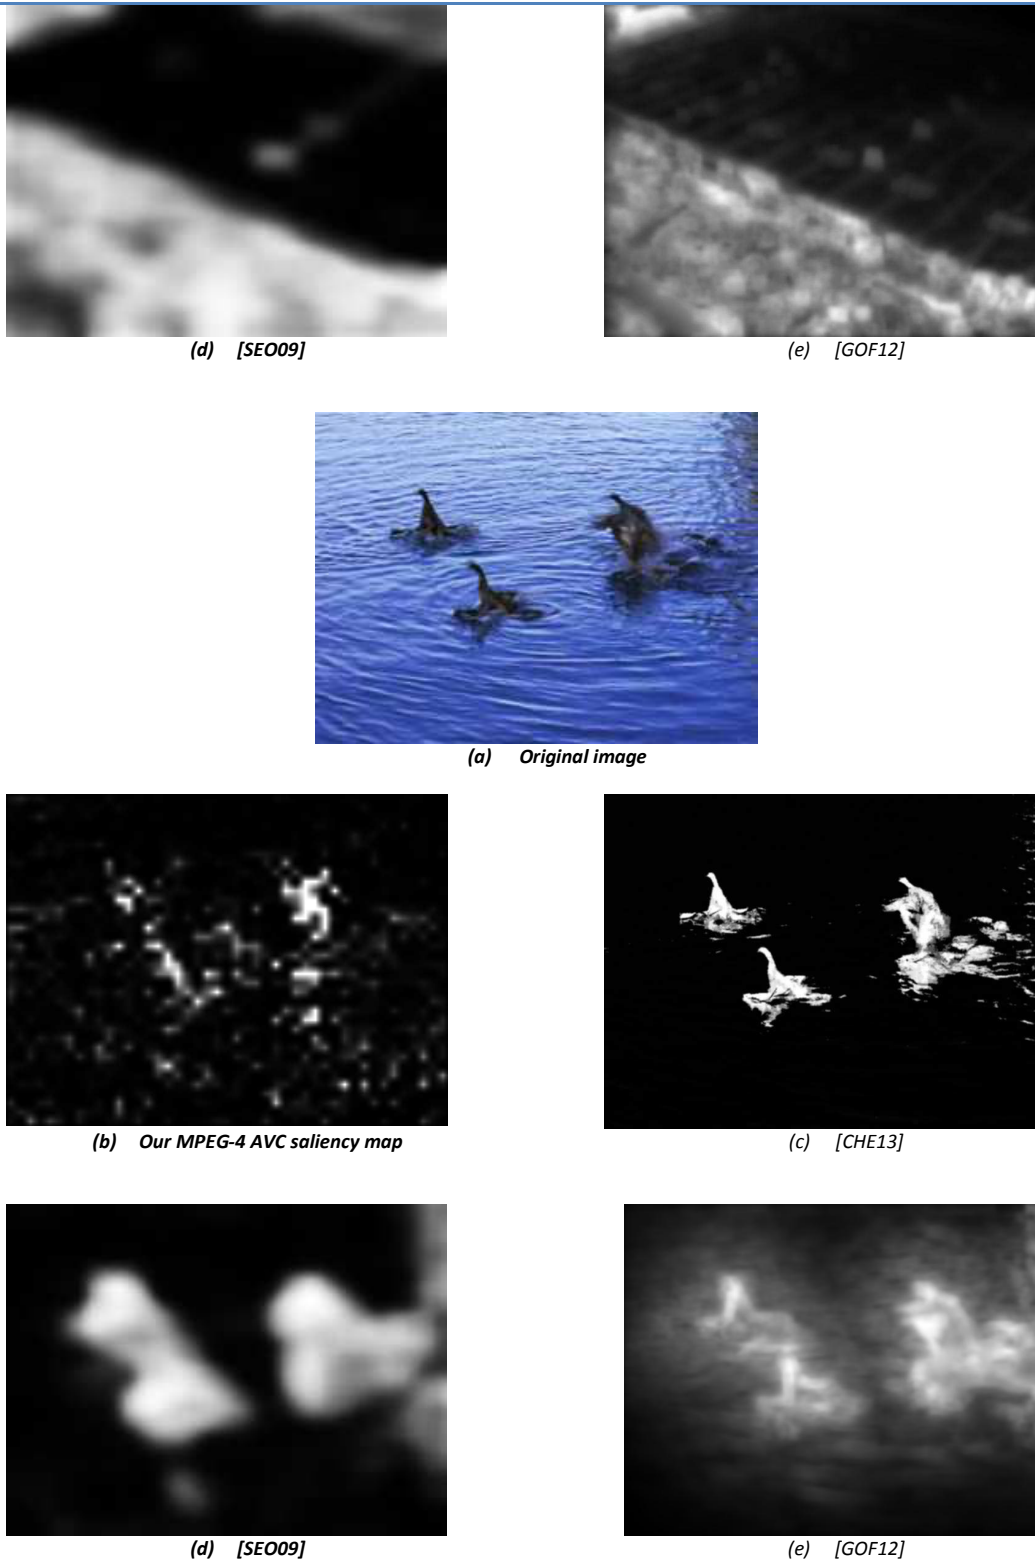 (d) [SEO09]
(e) [GOF12]
(a) Original image
(b) Our MPEG-4 AVC saliency map
(c) [CHE13]
(d) [SEO09]
(e) [GOF12]